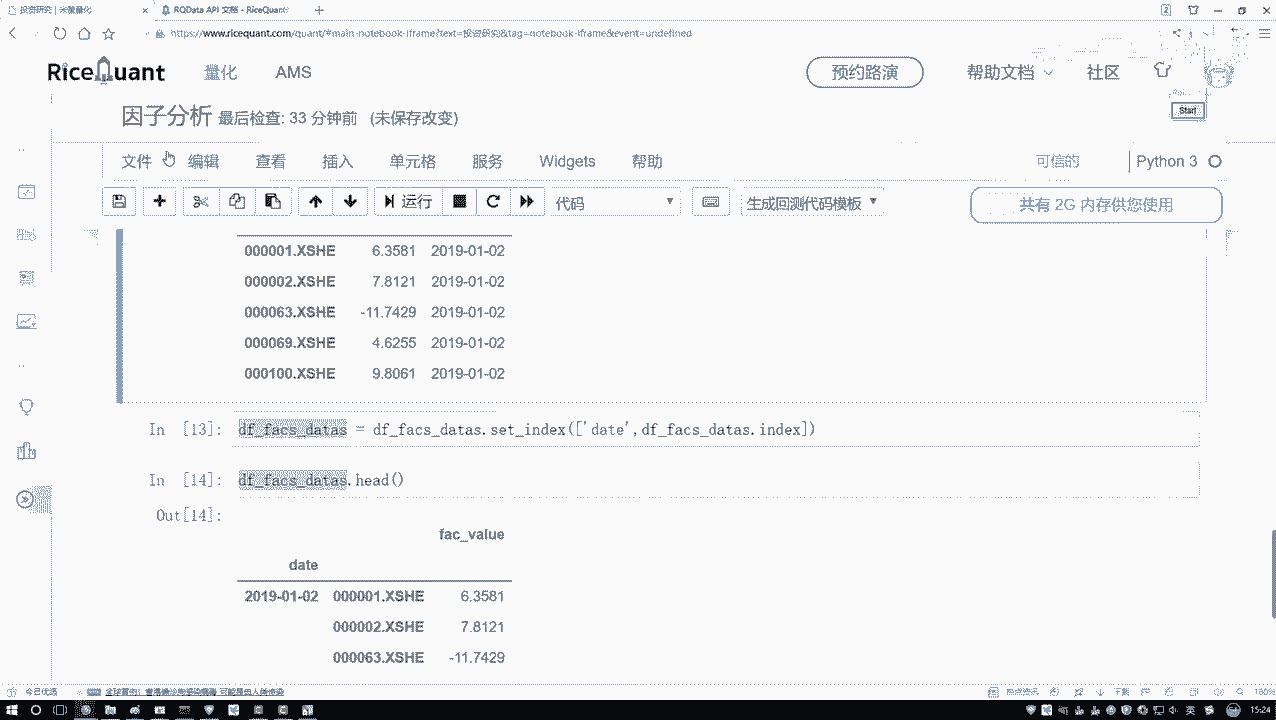 投资研究 | 米筐量化 × RQData API 文档 - RiceQuant × +
https://www.ricequant.com/quant/#main-notebook-iframe?text=投资研究&tag=notebook-iframe&event=undefined
RiceQuant 量化 AMS 预约路演 帮助文档 社区
Start
因子分析 最后检查: 33 分钟前 (未保存改变)
文件 编辑 查看 插入 单元格 服务 Widgets 帮助 可信的 Python 3
运行 代码 生成回测代码模板 共有 2G 内存供您使用
000001.XSHE 6.3581 2019-01-02
000002.XSHE 7.8121 2019-01-02
000063.XSHE -11.7429 2019-01-02
000069.XSHE 4.6255 2019-01-02
000100.XSHE 9.8061 2019-01-02
In [13]: df_facs_datas = df_facs_datas.set_index(['date',df_facs_datas.index])
In [14]: df_facs_datas.head()
Out[14]:
fac_value
date
2019-01-02 000001.XSHE 6.3581
000002.XSHE 7.8121
000063.XSHE -11.7429
今日优选
下载 160%
英 15:24